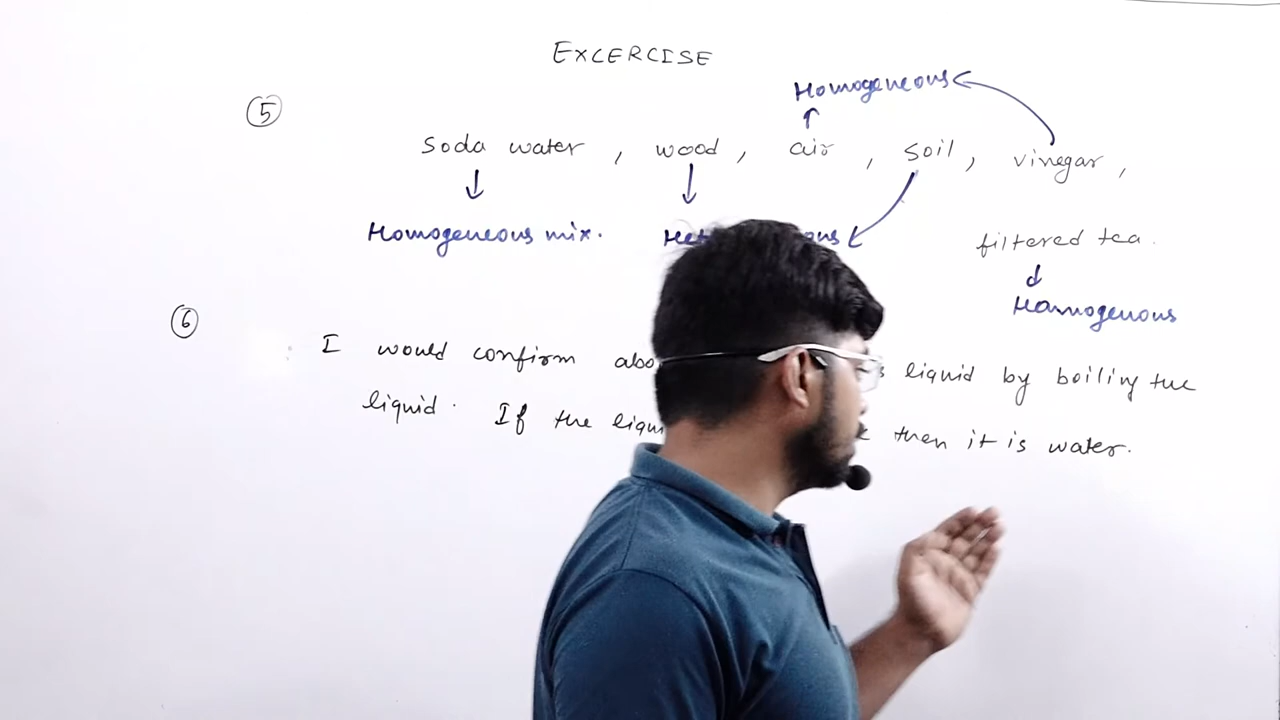 EXCERCISE
Homogeneous
⑤
soda water, wood, air, soil, vinegar,
Homogeneous mix.
filtered tea.
Hamogenous
⑥
I would confirm liquid by boiling the
liquid. If the then it is water.